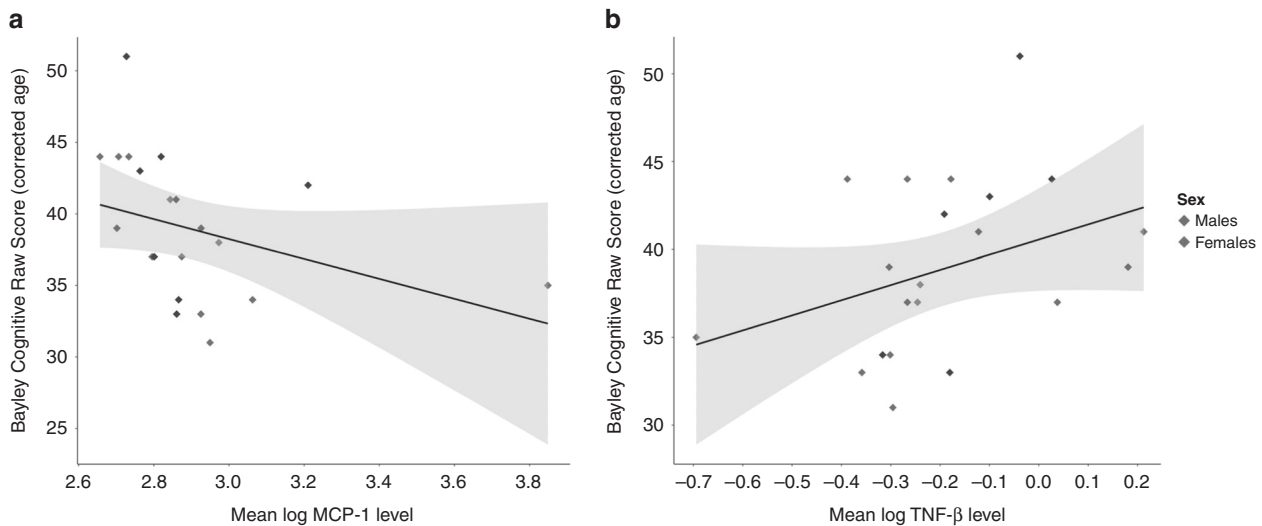 a
Bayley Cognitive Raw Score (corrected age)
50
45
40
35
30
25
2.6 2.8 2.9 3.2 3.4 3.6 3.8
Mean log MCP-1 level
b
Bayley Cognitive Raw Score (corrected age)
50
45
40
35
30
–0.7 –0.6 –0.5 –0.4 –0.3 –0.2 –0.1 0.0 0.1 0.2
Mean log TNF-β level
Sex
Males
Females